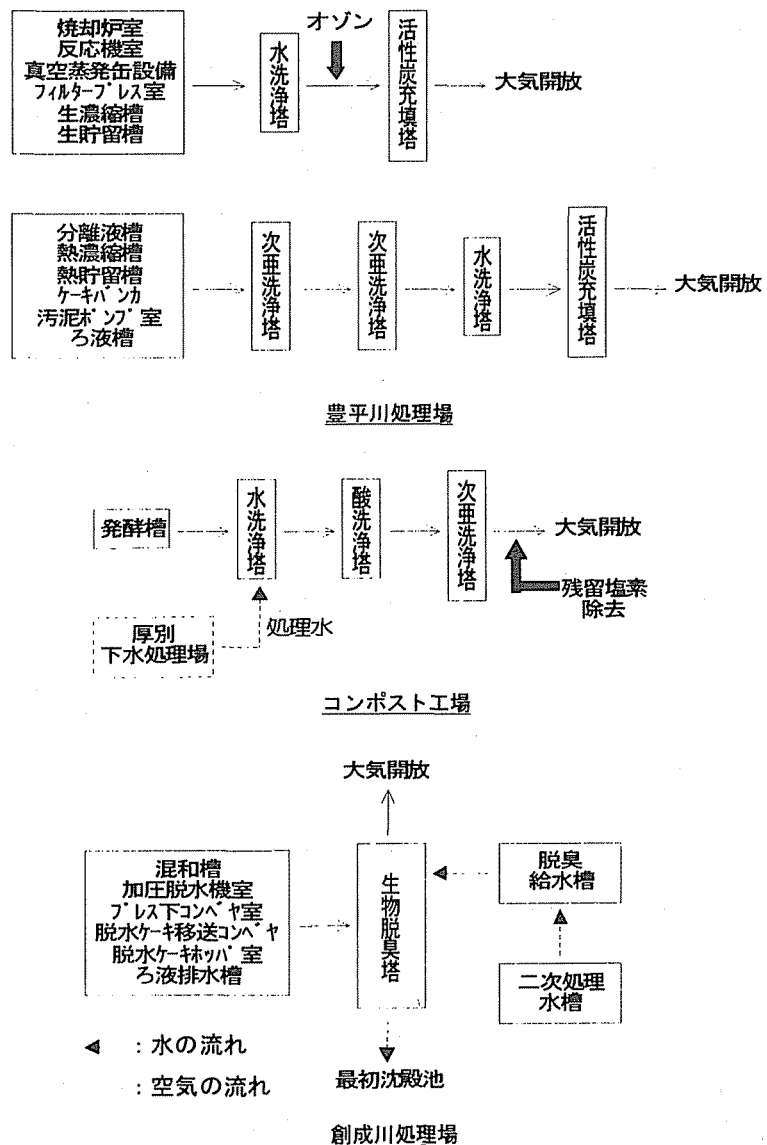 焼却炉室
反応機室
真空蒸発缶設備
フィルタープレス室
生濃縮槽
生貯留槽
水洗浄塔
オゾン
活性炭充填塔
大気開放
分離液槽
熱濃縮槽
熱貯留槽
ケーキバンカ
汚泥ポンプ室
ろ液槽
次亜洗浄塔
次亜洗浄塔
水洗浄塔
活性炭充填塔
大気開放
豊平川処理場
発酵槽
水洗浄塔
酸洗浄塔
次亜洗浄塔
大気開放
残留塩素
除去
厚別
下水処理場
処理水
コンポスト工場
大気開放
混和槽
加圧脱水機室
プレス下コンベヤ室
脱水ケーキ移送コンベヤ
脱水ケーキホッパ室
ろ液排水槽
生物脱臭塔
脱臭
給水槽
二次処理
水槽
：水の流れ
：空気の流れ
最初沈殿池
創成川処理場